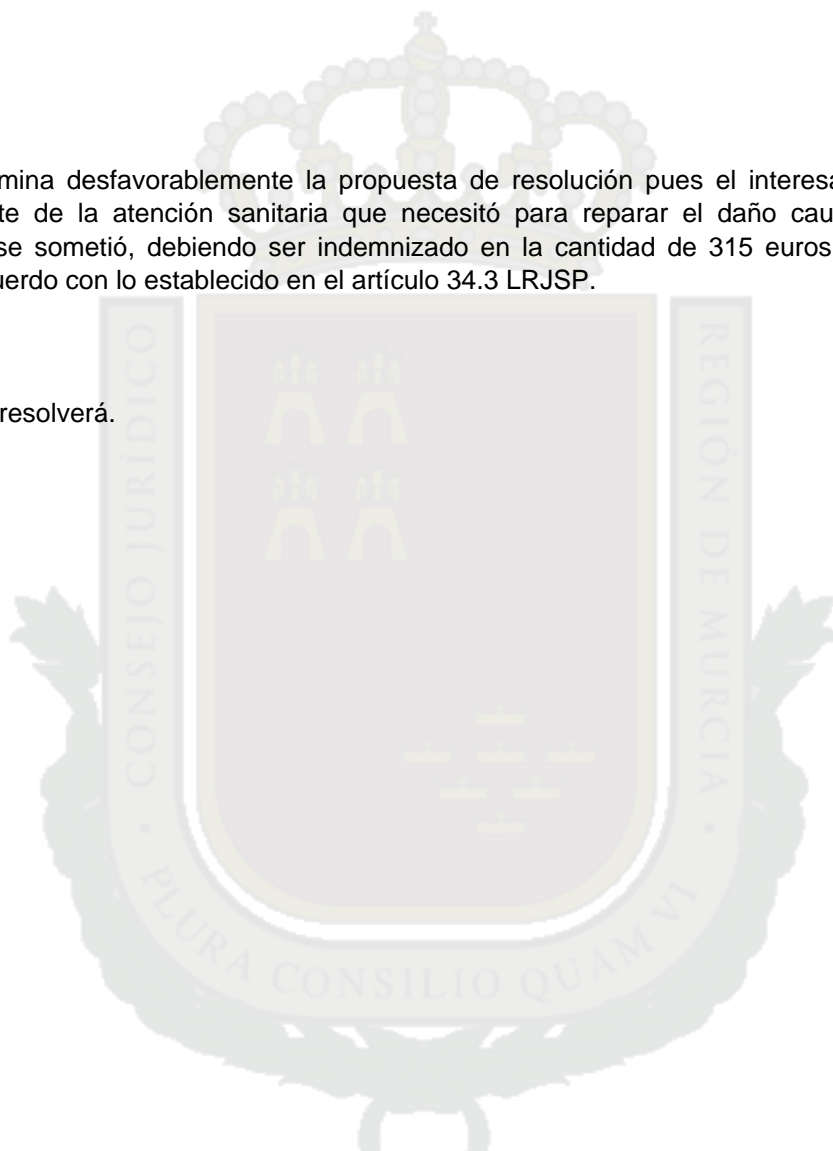 mina desfavorablemente la propuesta de resolución pues el interesa
te de la atención sanitaria que necesitó para reparar el daño cau
se sometió, debiendo ser indemnizado en la cantidad de 315 euros
uerdo con lo establecido en el artículo 34.3 LRJSP.
resolverá.
CONSEJO JURÍDICO
REGIÓN DE MURCIA
PLURA CONSILIO QUAM VI